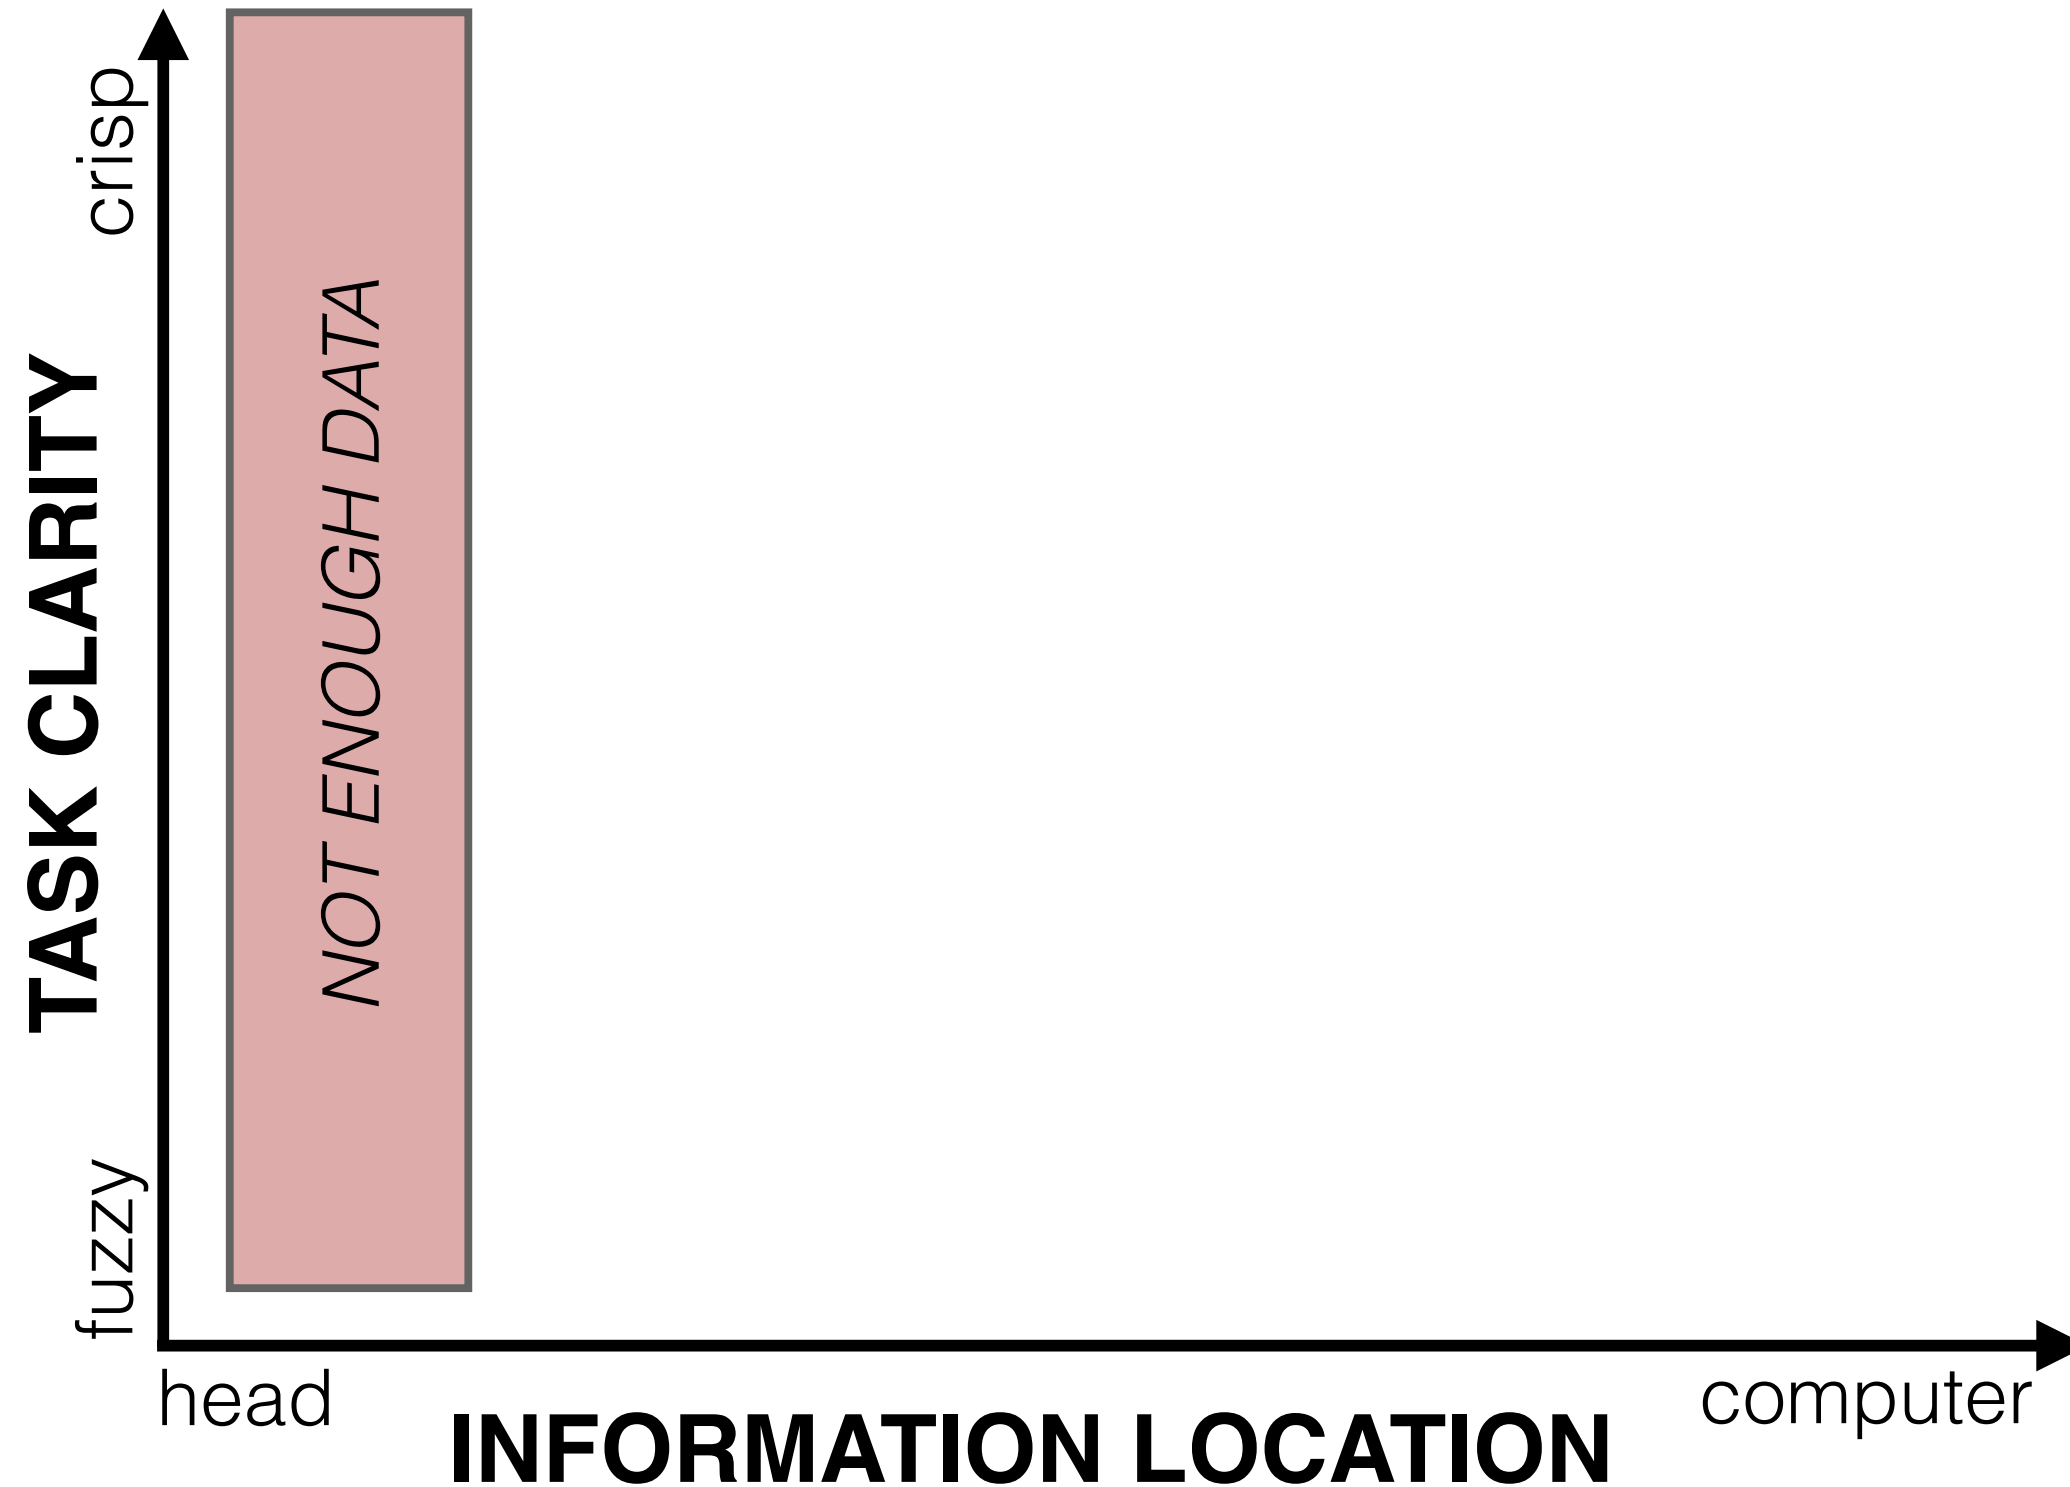 crisp
TASK CLARITY
fuzzy
NOT ENOUGH DATA
head
computer
INFORMATION LOCATION